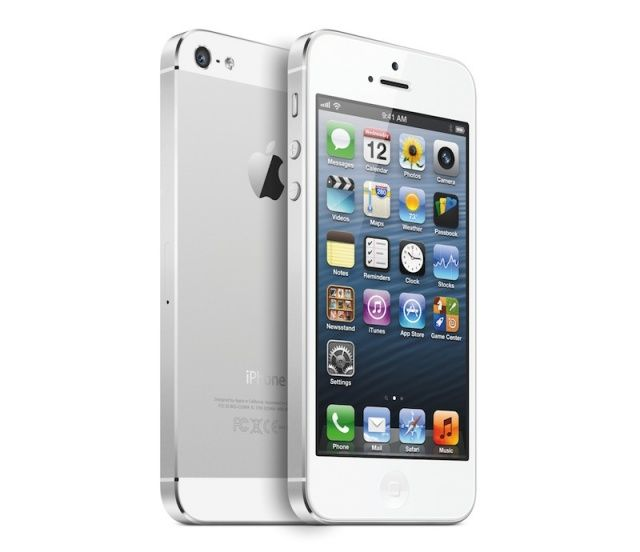 9:41 AM
Wednesday
12
Messages
Calendar
Photos
Camera
280
73°
Videos
Maps
Weather
Passbook
Notes
Reminders
Clock
Stocks
Newsstand
iTunes
App Store
Game Center
Settings
Phone
Mail
Safari
Music
iPhone